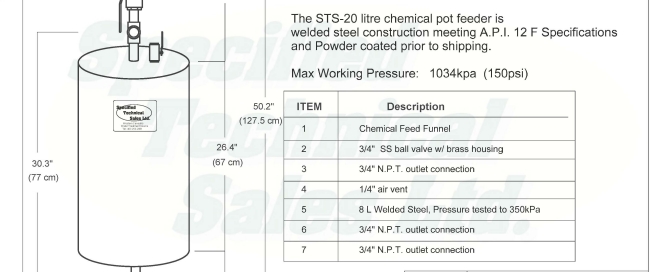 The STS-20 litre chemical pot feeder is
welded steel construction meeting A.P.I. 12 F Specifications
and Powder coated prior to shipping.
Max Working Pressure: 1034kpa (150psi)
ITEM Description
1 Chemical Feed Funnel
2 3/4" SS ball valve w/ brass housing
3 3/4" N.P.T. outlet connection
4 1/4" air vent
5 8 L Welded Steel, Pressure tested to 350kPa
6 3/4" N.P.T. outlet connection
7 3/4" N.P.T. outlet connection
50.2"
(127.5 cm)
26.4"
(67 cm)
30.3"
(77 cm)
Specified
Technical
Sales Ltd.
Specified
Technical
Sales Ltd.